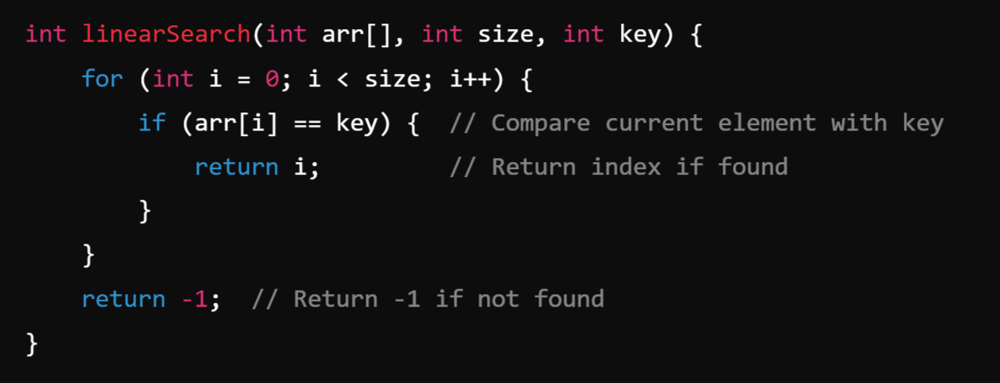 int linearSearch(int arr[], int size, int key) {
    for (int i = 0; i < size; i++) {
        if (arr[i] == key) {  // Compare current element with key
            return i;         // Return index if found
        }
    }
    return -1;  // Return -1 if not found
}